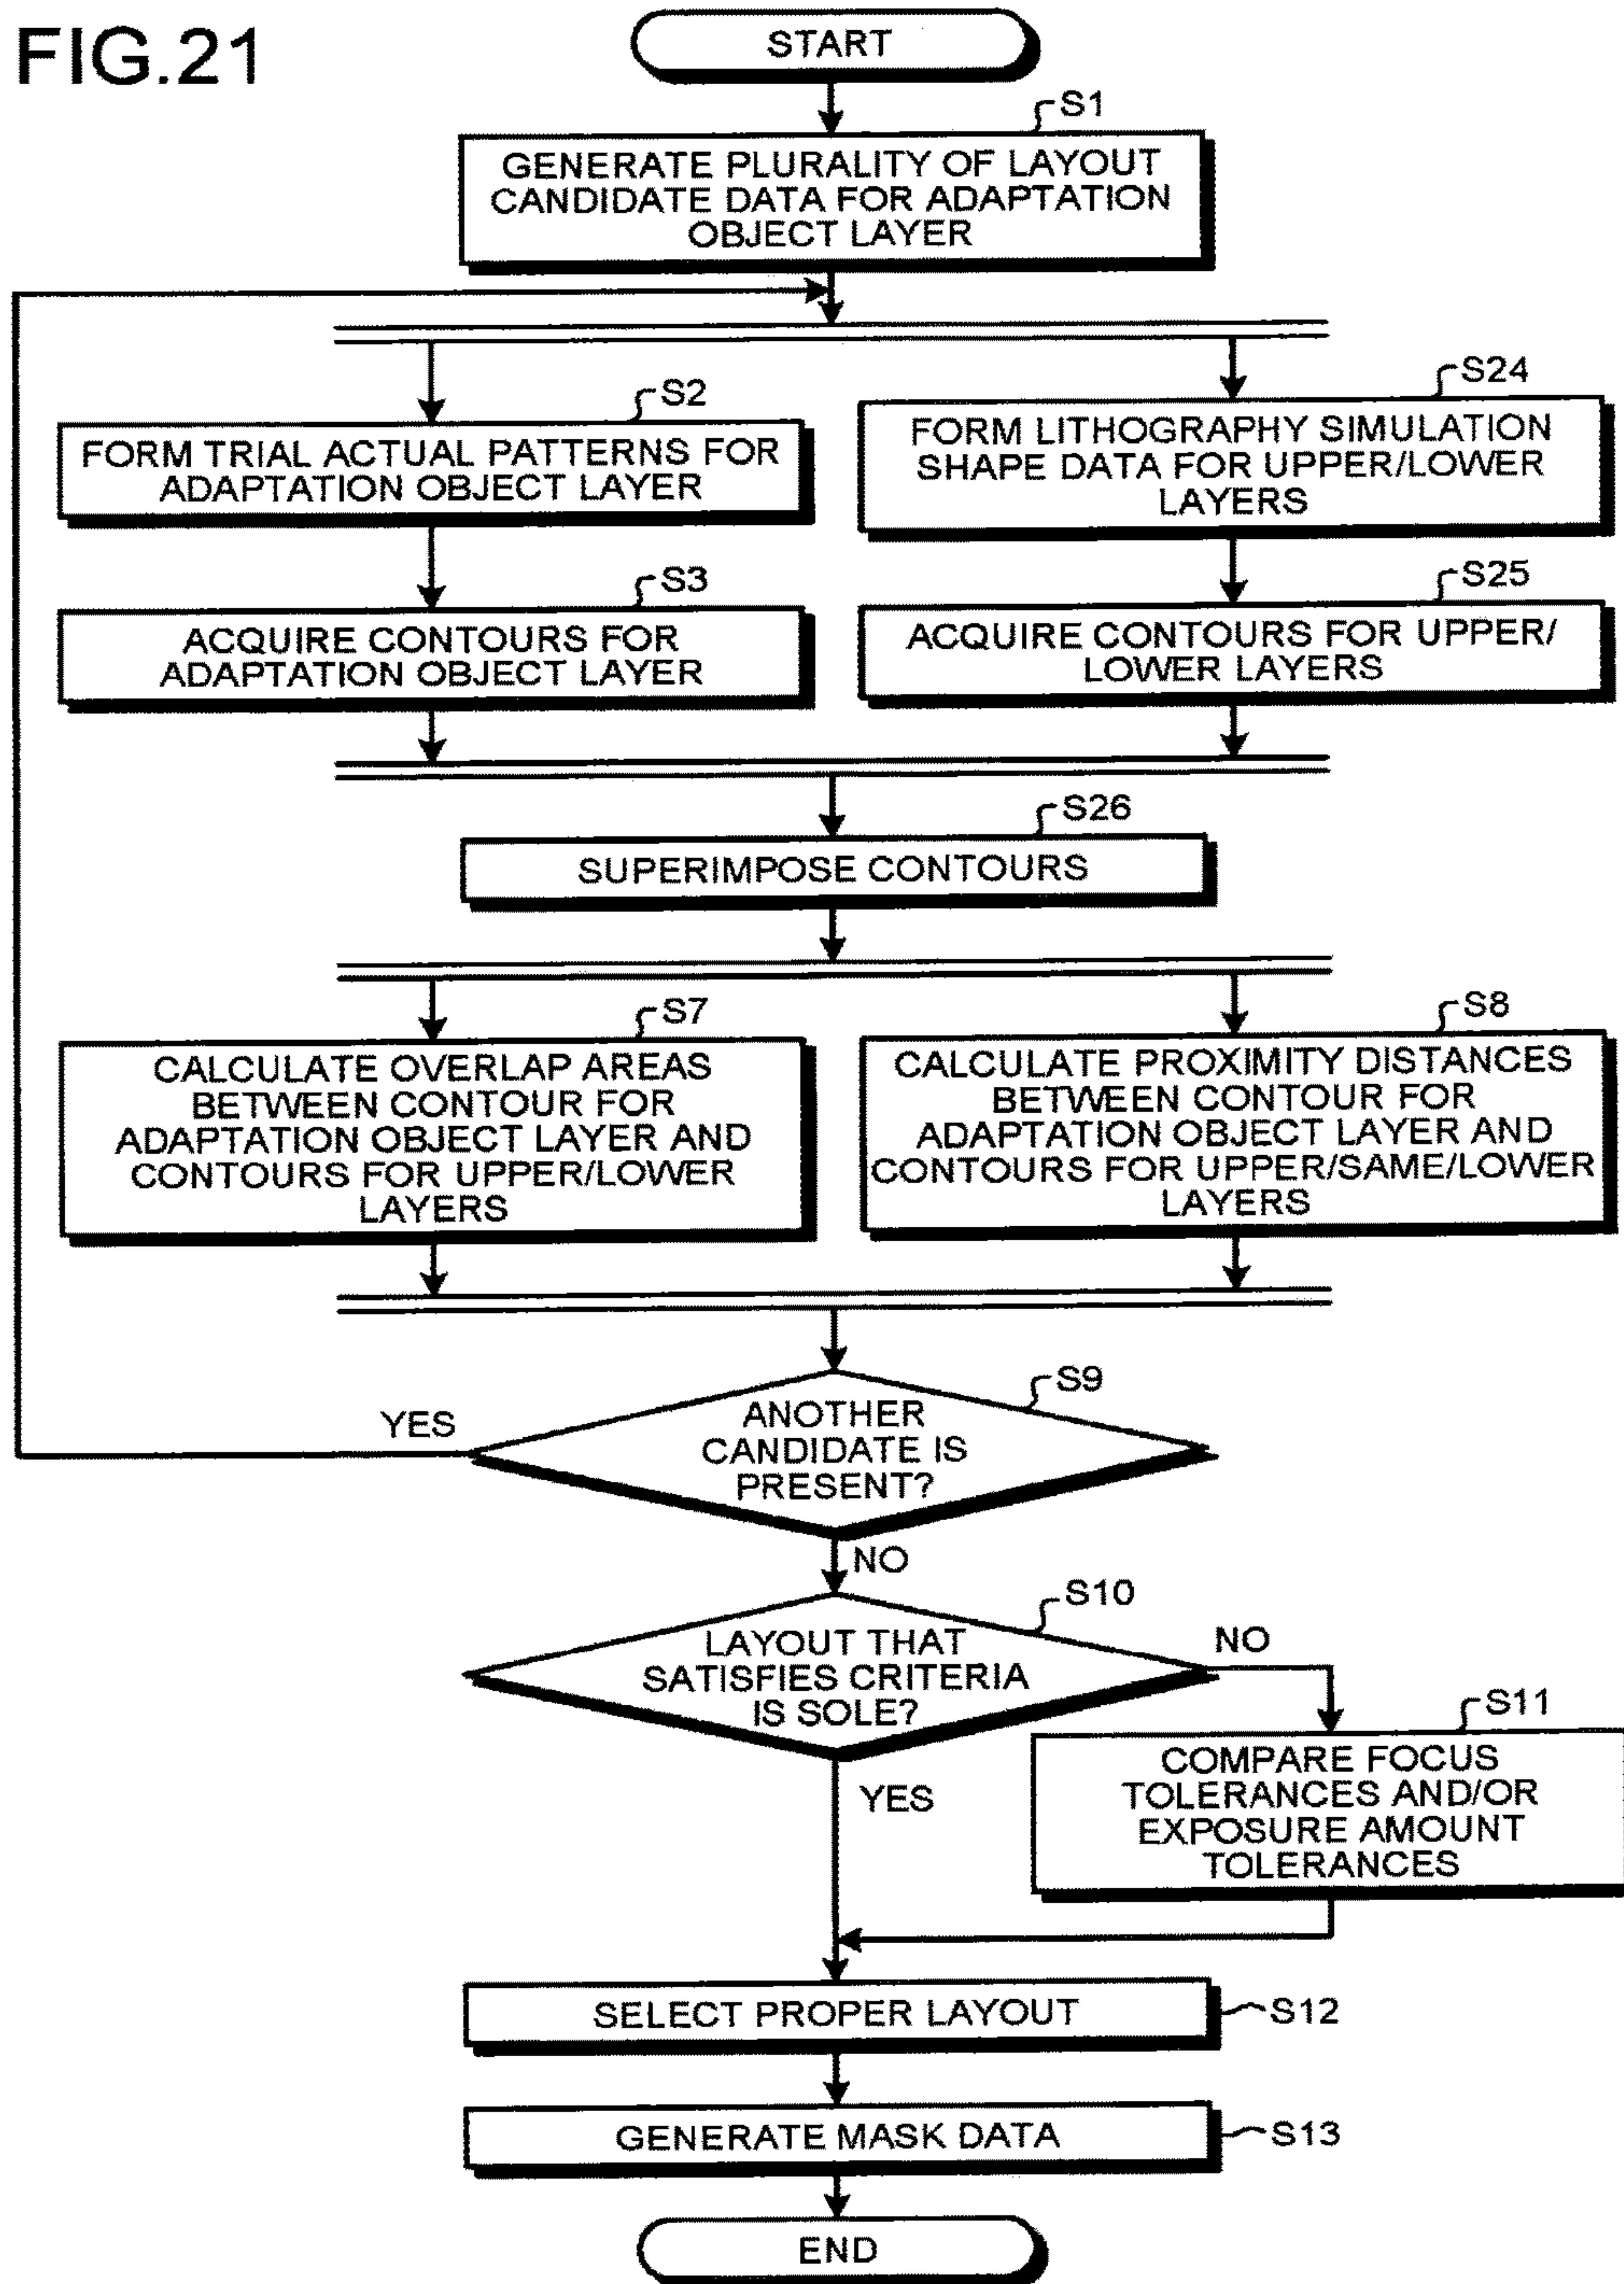 FIG.21
START
S1
GENERATE PLURALITY OF LAYOUT
CANDIDATE DATA FOR ADAPTATION
OBJECT LAYER
S2
FORM TRIAL ACTUAL PATTERNS FOR
ADAPTATION OBJECT LAYER
S24
FORM LITHOGRAPHY SIMULATION
SHAPE DATA FOR UPPER/LOWER
LAYERS
S3
ACQUIRE CONTOURS FOR
ADAPTATION OBJECT LAYER
S25
ACQUIRE CONTOURS FOR UPPER/
LOWER LAYERS
S26
SUPERIMPOSE CONTOURS
S7
CALCULATE OVERLAP AREAS
BETWEEN CONTOUR FOR
ADAPTATION OBJECT LAYER AND
CONTOURS FOR UPPER/LOWER
LAYERS
S8
CALCULATE PROXIMITY DISTANCES
BETWEEN CONTOUR FOR
ADAPTATION OBJECT LAYER AND
CONTOURS FOR UPPER/SAME/LOWER
LAYERS
S9
YES
ANOTHER
CANDIDATE IS
PRESENT?
NO
S10
LAYOUT THAT
SATISFIES CRITERIA
IS SOLE?
NO
YES
S11
COMPARE FOCUS
TOLERANCES AND/OR
EXPOSURE AMOUNT
TOLERANCES
SELECT PROPER LAYOUT
S12
GENERATE MASK DATA
S13
END